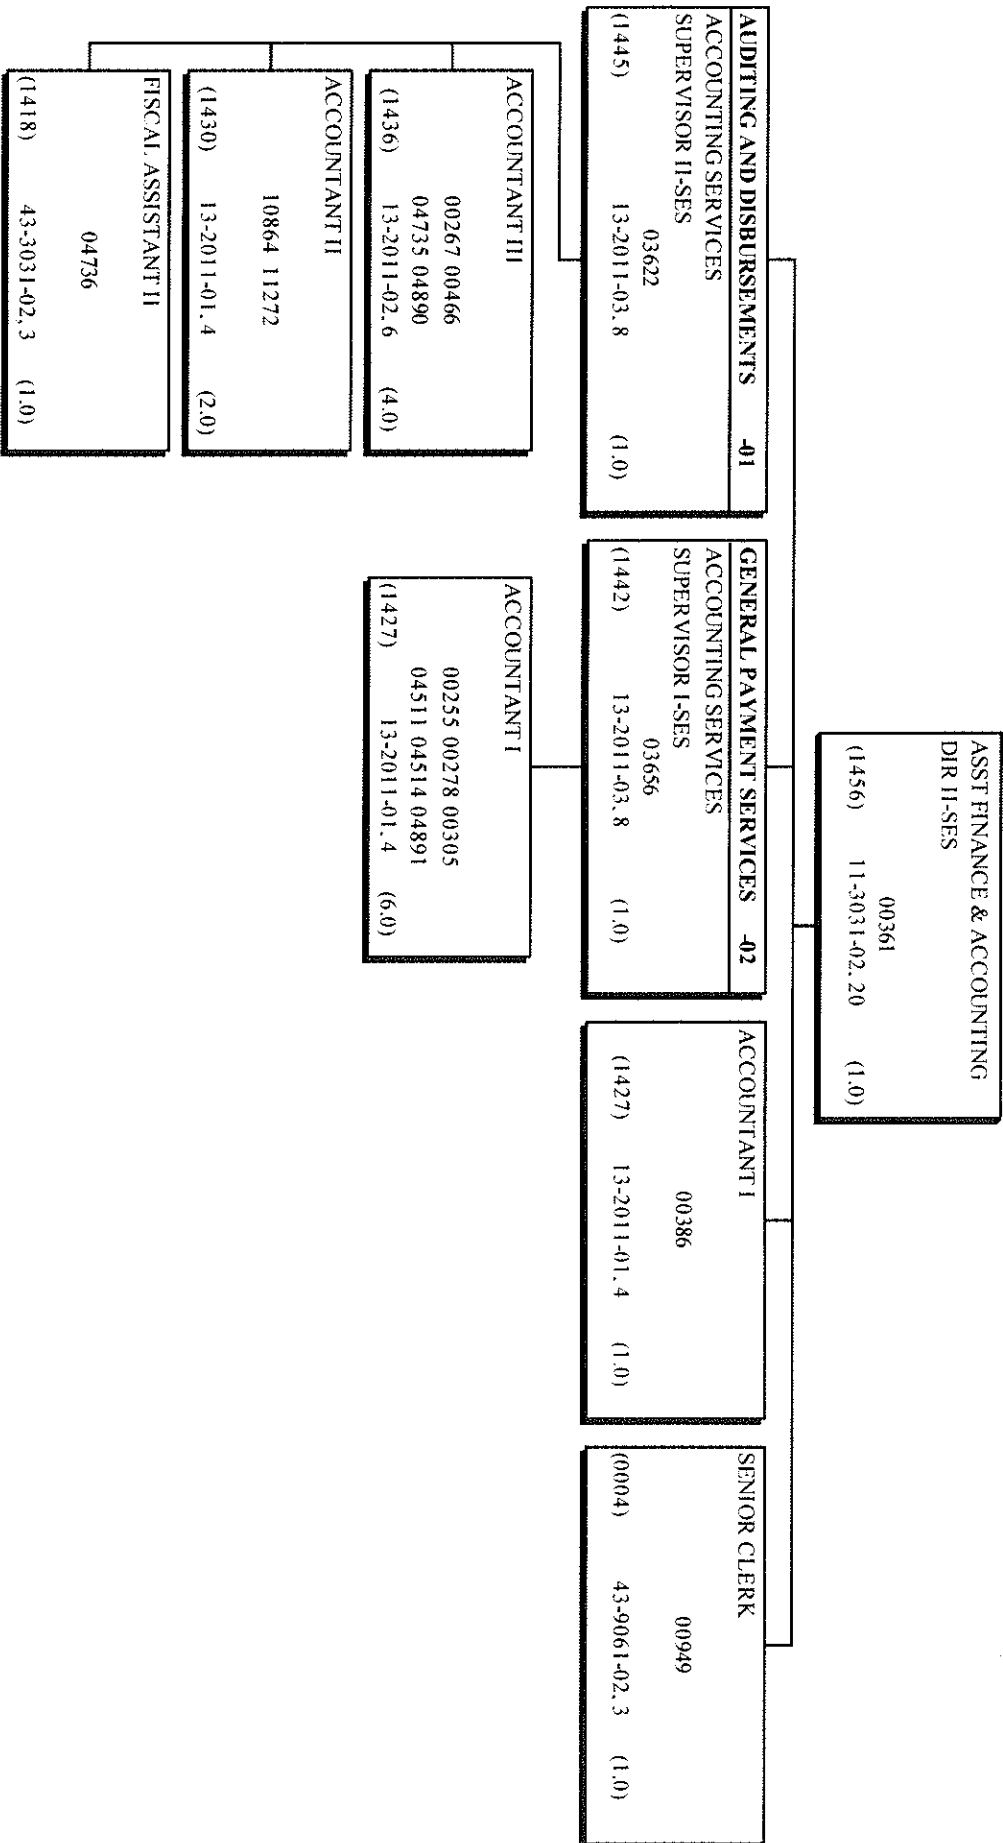 ASST FINANCE & ACCOUNTING
DIR II-SES
00361
(1456) 11-3031-02, 20 (1.0)
AUDITING AND DISBURSEMENTS -01
ACCOUNTING SERVICES
SUPERVISOR II-SES
03622
(1445) 13-2011-03, 8 (1.0)
GENERAL PAYMENT SERVICES -02
ACCOUNTING SERVICES
SUPERVISOR I-SES
03656
(1442) 13-2011-03, 8 (1.0)
ACCOUNTANT I
00386
(1427) 13-2011-01, 4 (1.0)
SENIOR CLERK
00949
(0004) 43-9061-02, 3 (1.0)
ACCOUNTANT III
00267 00466
04735 04890
(1436) 13-2011-02, 6 (4.0)
ACCOUNTANT II
10864 11272
(1430) 13-2011-01, 4 (2.0)
FISCAL ASSISTANT II
04736
(1418) 43-3031-02, 3 (1.0)
ACCOUNTANT I
00255 00278 00305
04511 04514 04891
(1427) 13-2011-01, 4 (6.0)